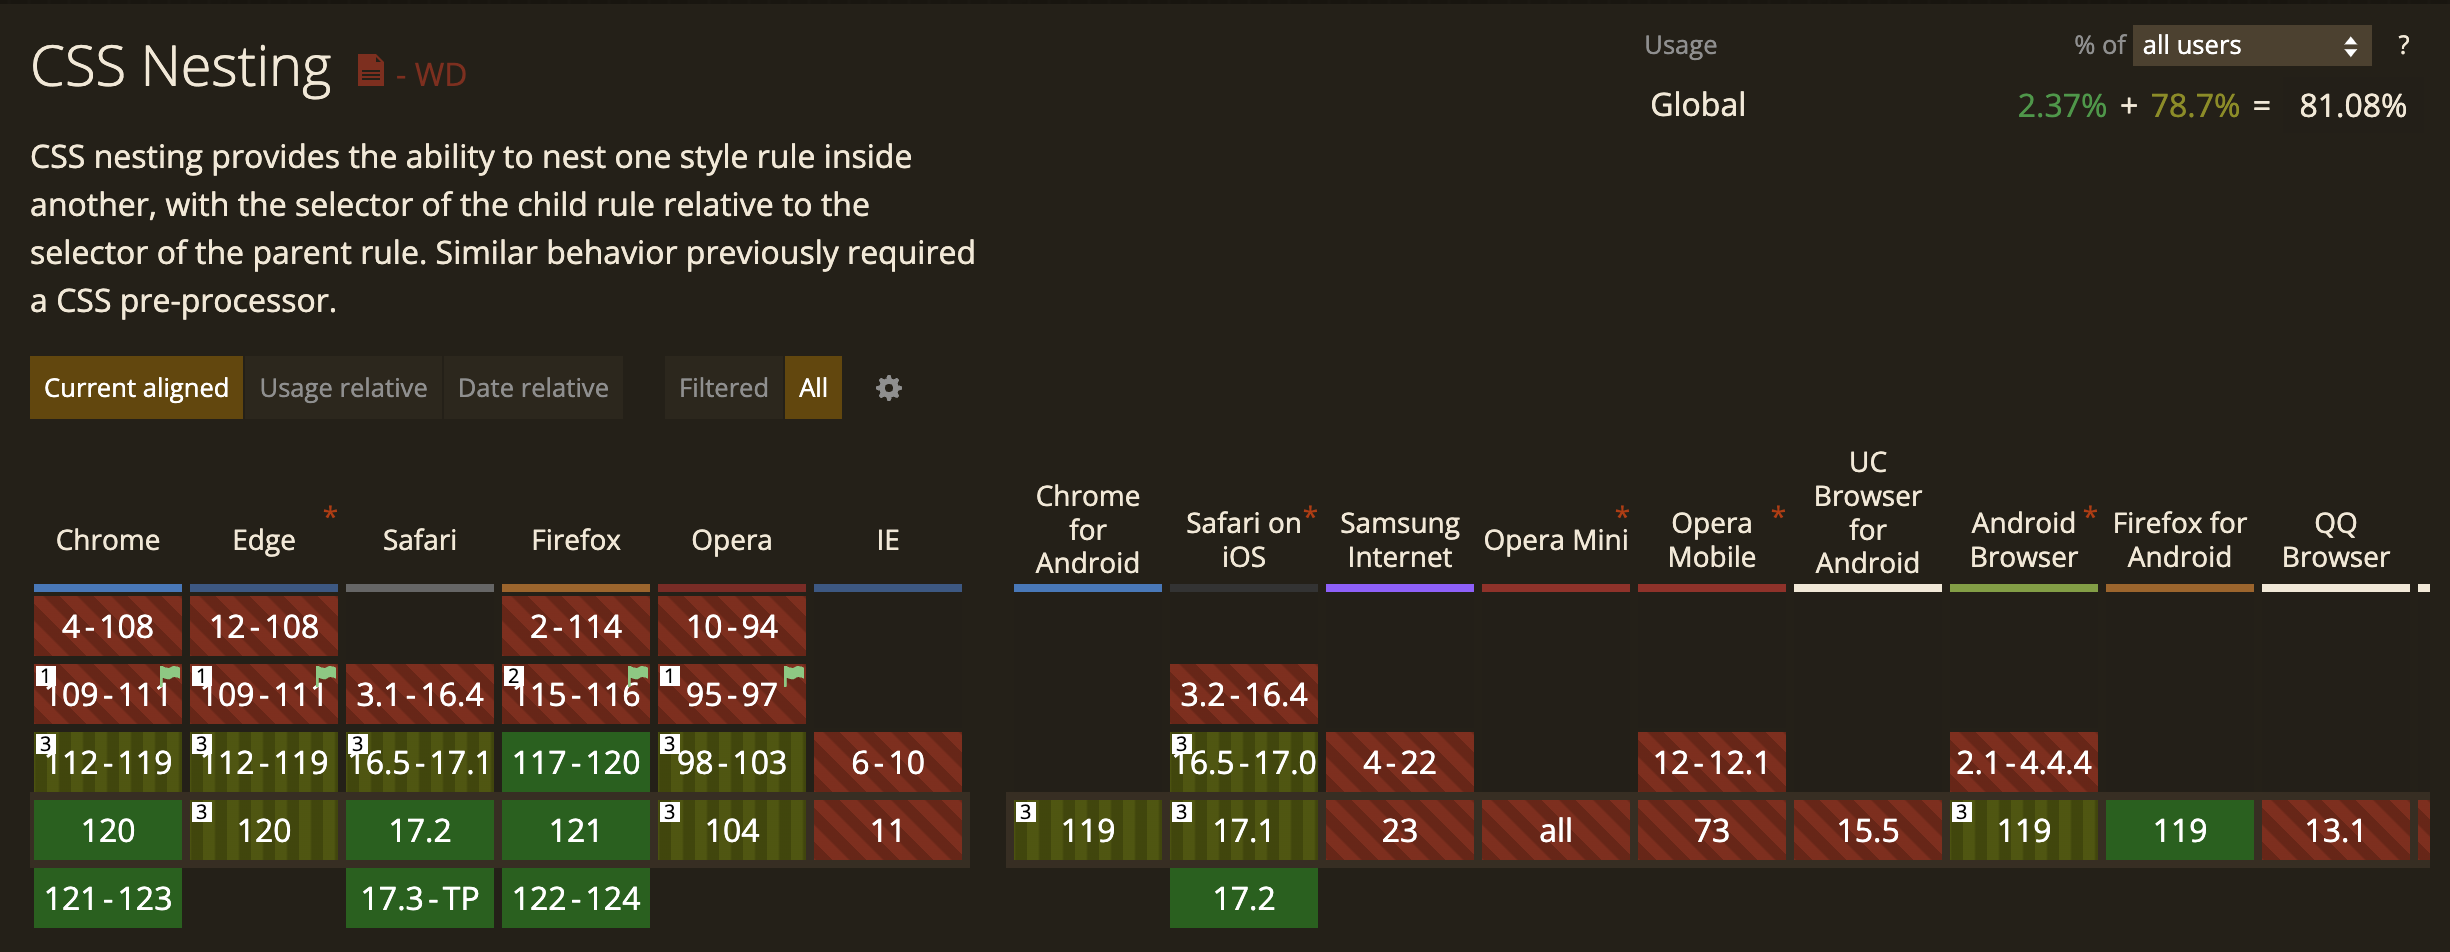 CSS Nesting - WD
Usage % of all users ?
Global 2.37% + 78.7% = 81.08%
CSS nesting provides the ability to nest one style rule inside
another, with the selector of the child rule relative to the
selector of the parent rule. Similar behavior previously required
a CSS pre-processor.
Current aligned Usage relative Date relative Filtered All
Chrome
Edge *
Safari
Firefox
Opera
IE
Chrome
for
Android
Safari on *
iOS
Samsung
Internet
Opera Mini *
Opera *
Mobile
UC
Browser
for
Android
Android *
Browser
Firefox for
Android
QQ
Browser
4-108 12-108 2-114 10-94
1 109-111 1 109-111 3.1-16.4 2 115-116 1 95-97 3.2-16.4
3 112-119 3 112-119 3 16.5-17.1 117-120 3 98-103 6-10 3 16.5-17.0 4-22 12-12.1 2.1-4.4.4
120 3 120 17.2 121 3 104 11 3 119 3 17.1 23 all 73 15.5 3 119 119 13.1
121-123 17.3-TP 122-124 17.2